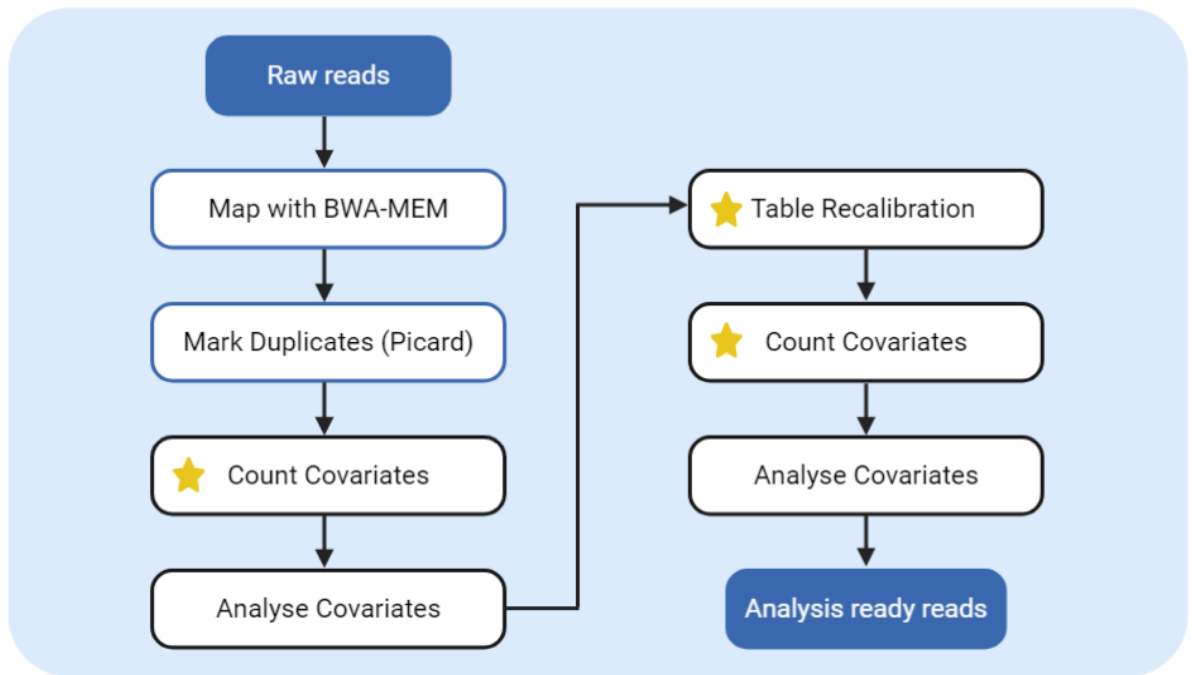 Raw reads
Map with BWA-MEM
Mark Duplicates (Picard)
Count Covariates
Analyse Covariates
Table Recalibration
Count Covariates
Analyse Covariates
Analysis ready reads